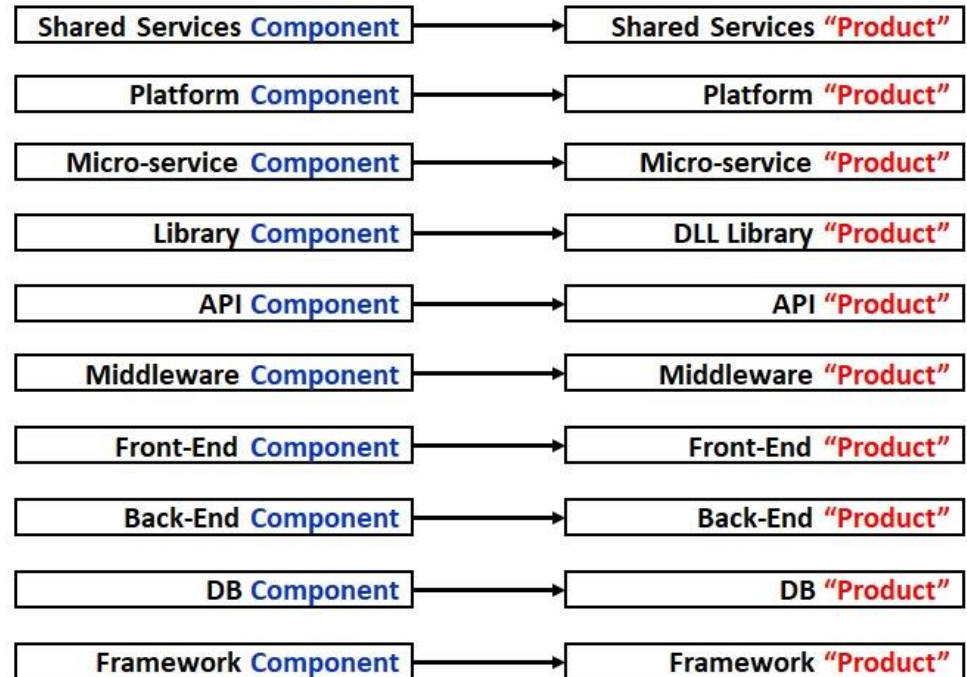 Shared Services Component Shared Services “Product”
Platform Component Platform “Product”
Micro-service Component Micro-service “Product”
Library Component DLL Library “Product”
API Component API “Product”
Middleware Component Middleware “Product”
Front-End Component Front-End “Product”
Back-End Component Back-End “Product”
DB Component DB “Product”
Framework Component Framework “Product”